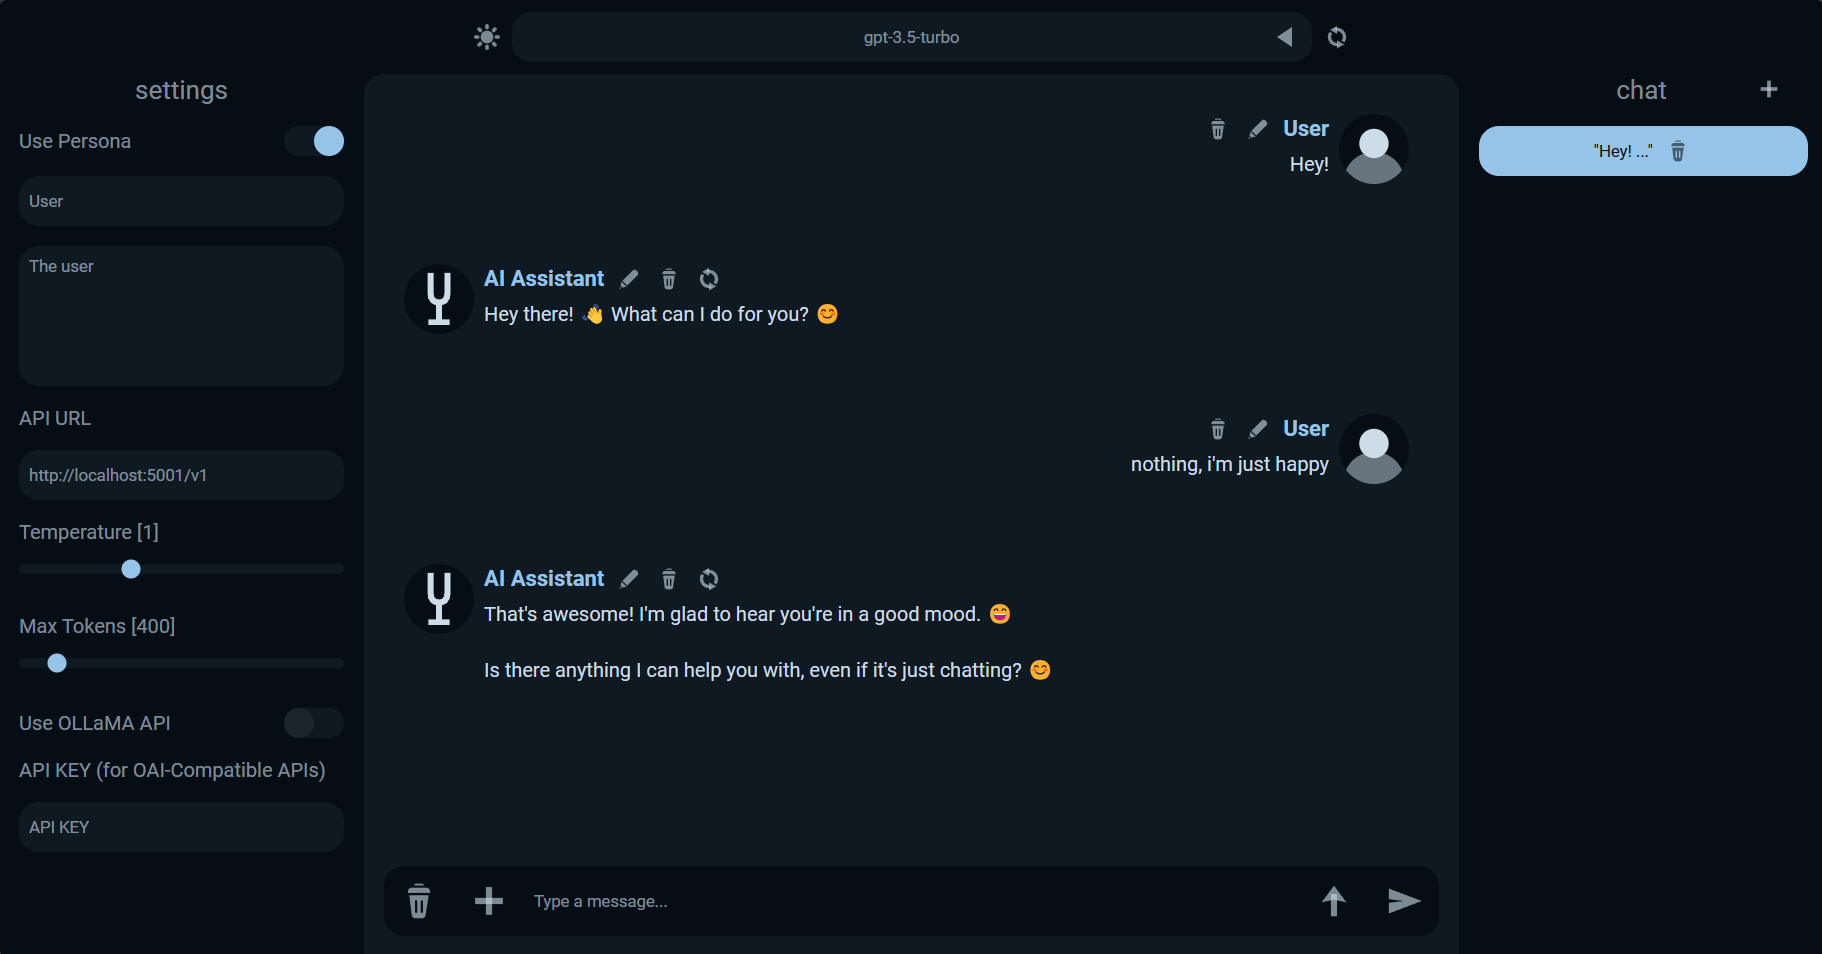 gpt-3.5-turbo
settings
Use Persona
User
The user
API URL
http://localhost:5001/v1
Temperature [1]
Max Tokens [400]
Use OLLaMA API
API KEY (for OAI-Compatible APIs)
API KEY
User
Hey!
AI Assistant
Hey there! 👋 What can I do for you? 😊
User
nothing, i'm just happy
AI Assistant
That's awesome! I'm glad to hear you're in a good mood. 😄
Is there anything I can help you with, even if it's just chatting? 😊
Type a message...
chat
"Hey! ..."